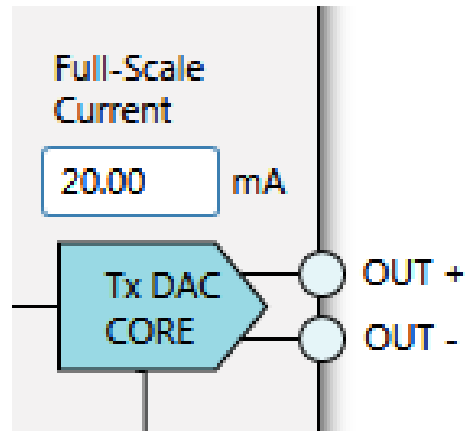 Full-Scale
Current
20.00 mA
Tx DAC
CORE
OUT +
OUT -